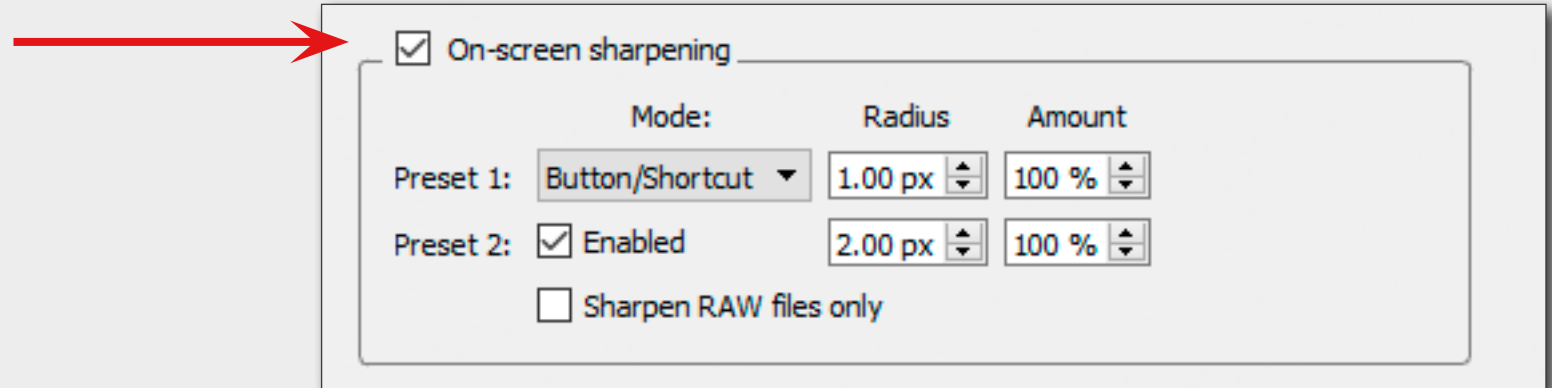 On-screen sharpening
Mode: Radius Amount
Preset 1: Button/Shortcut 1.00 px 100 %
Preset 2: Enabled 2.00 px 100 %
Sharpen RAW files only